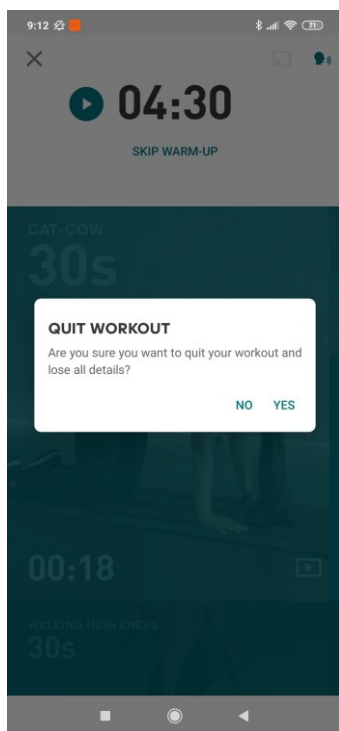 9:12
71
04:30
SKIP WARM-UP
CAT-COW
30s
QUIT WORKOUT
Are you sure you want to quit your workout and
lose all details?
NO YES
00:18
WALKING HIGH KNEES
30s